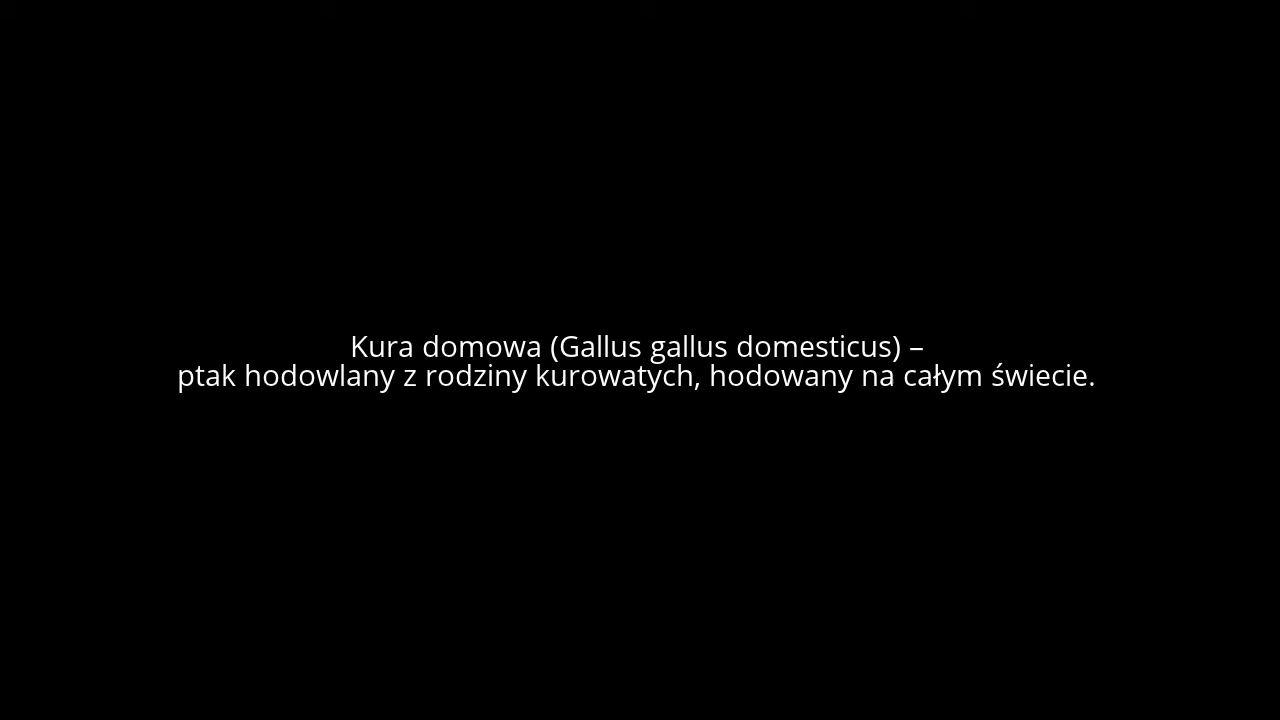 Kura domowa (Gallus gallus domesticus) –
ptak hodowlany z rodziny kurowatych, hodowany na całym świecie.